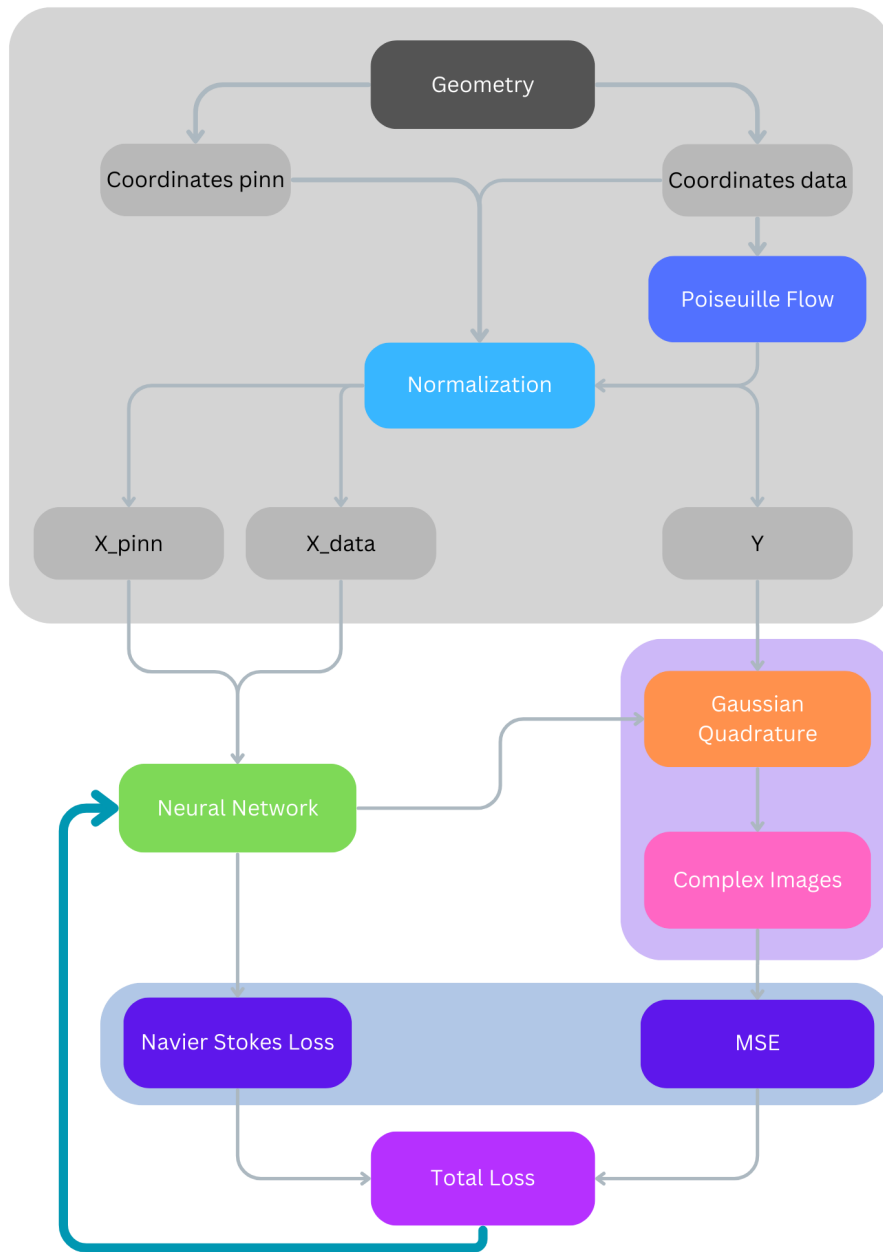 Geometry
Coordinates pinn
Coordinates data
Poiseuille Flow
Normalization
X_pinn
X_data
Y
Gaussian
Quadrature
Neural Network
Complex Images
Navier Stokes Loss
MSE
Total Loss